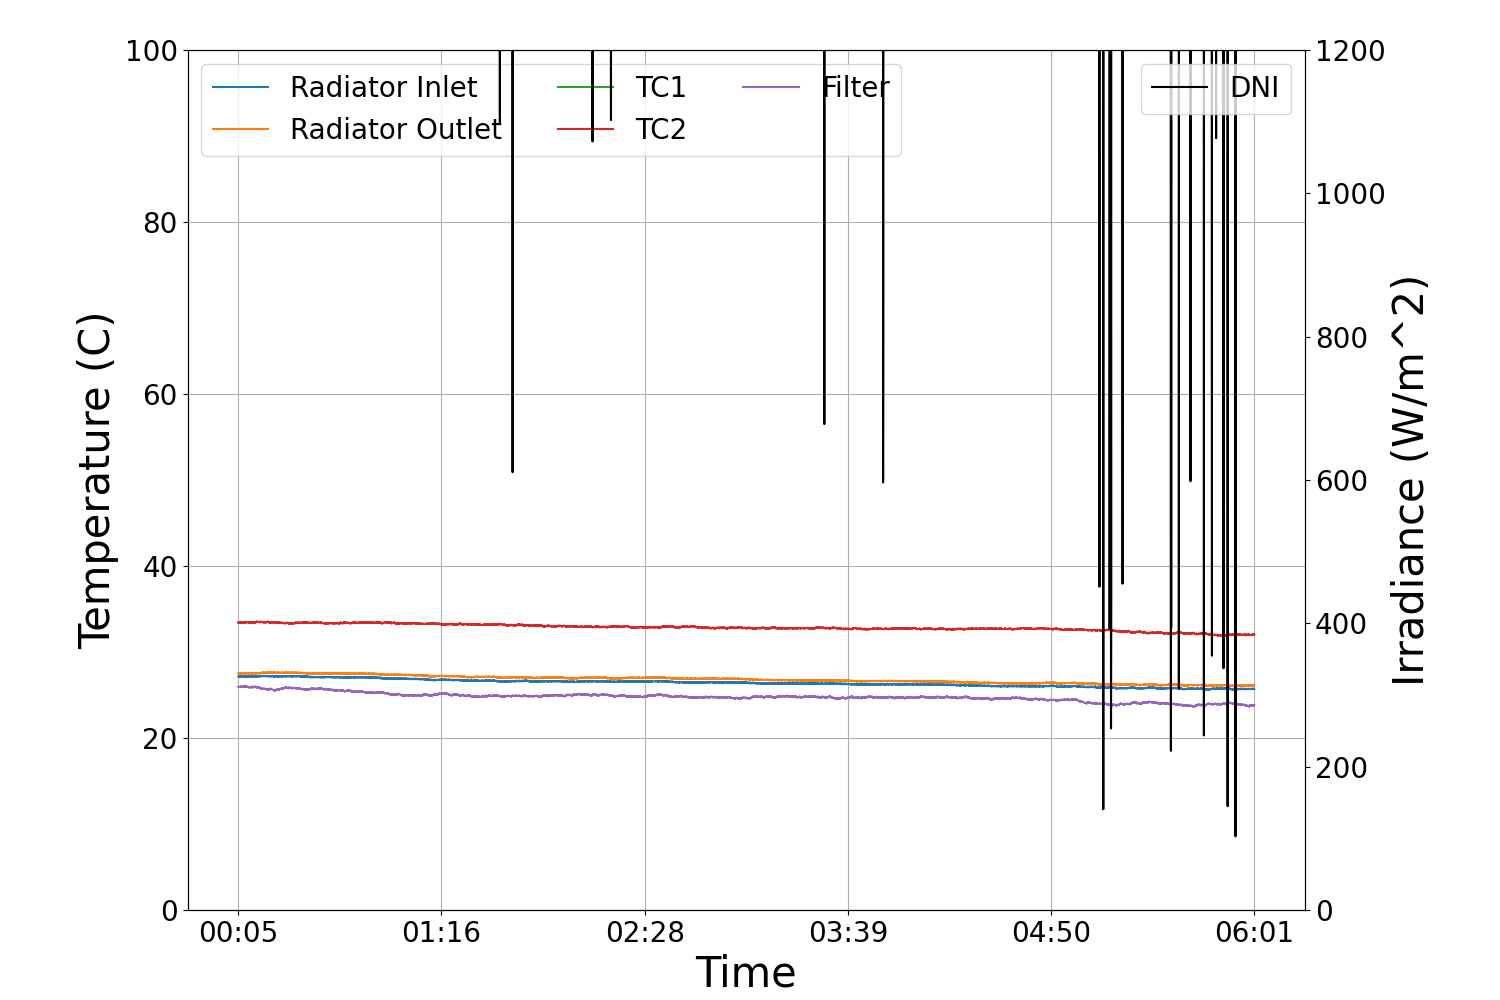 100
80
60
40
20
0
Temperature (C)
Radiator Inlet
Radiator Outlet
TC1
TC2
Filter
DNI
1200
1000
800
600
400
200
0
Irradiance (W/m^2)
00:05 01:16 02:28 03:39 04:50 06:01
Time